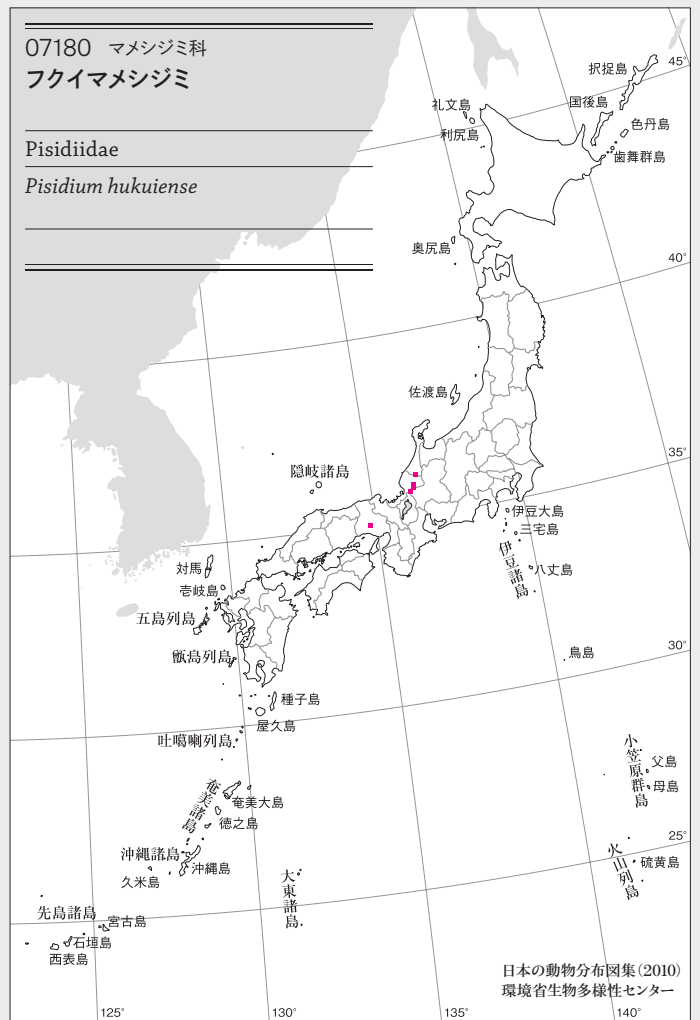 07180 マメシジミ科
フクイマメシジミ
Pisidiidae
Pisidium hukuiense
45°
択捉島
礼文島
国後島
色丹島
利尻島
歯舞群島
奥尻島
40°
佐渡島
35°
隠岐諸島
伊豆大島
三宅島
伊豆諸島
八丈島
対馬
壱岐島
五島列島
甑島列島
鳥島
30°
種子島
屋久島
吐噶喇列島
小笠原群島
父島
母島
奄美諸島
奄美大島
徳之島
25°
沖縄諸島
沖縄島
久米島
火山列島
硫黄島
大東諸島
先島諸島
宮古島
石垣島
西表島
日本の動物分布図集(2010)
環境省生物多様性センター
125°
130°
135°
140°